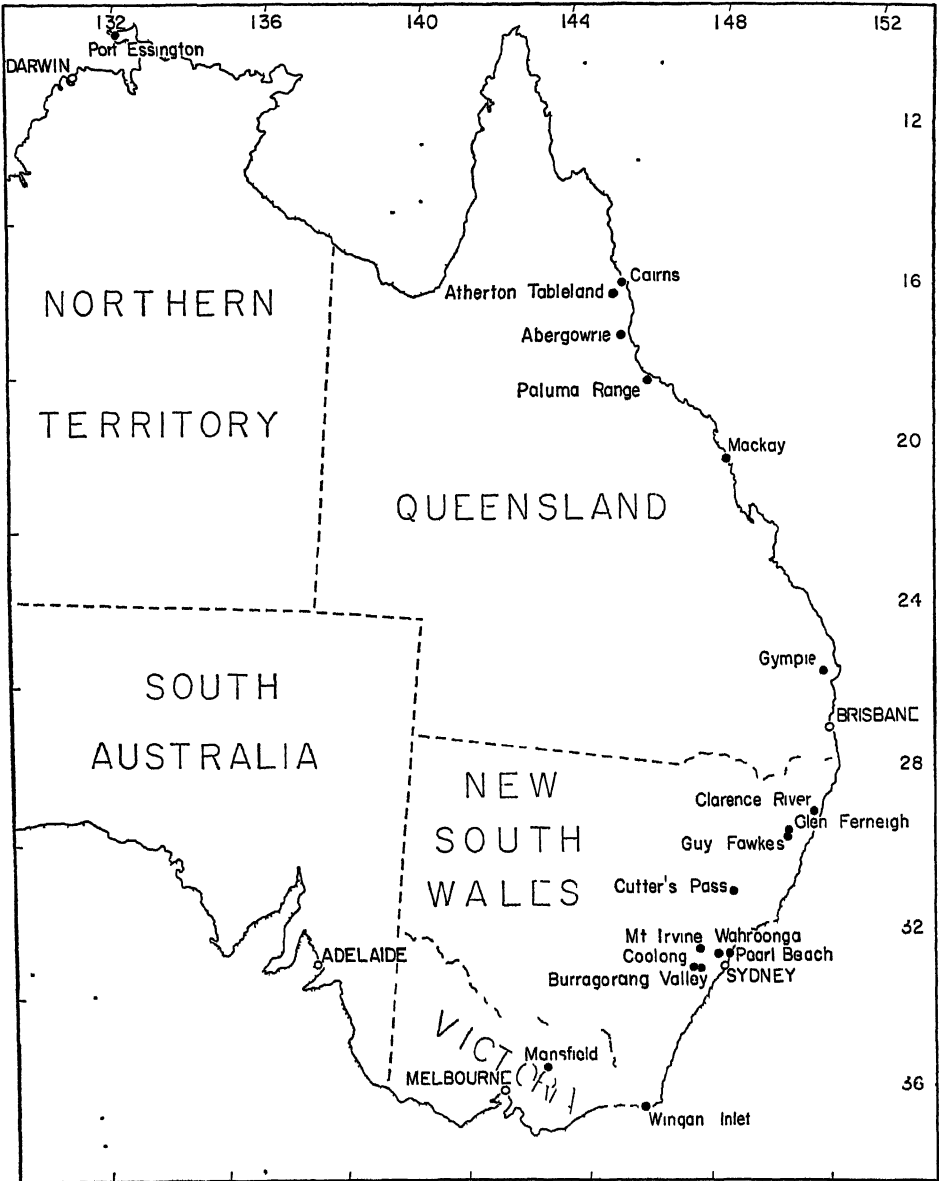 132 136 140 144 148 152
Port Essington
DARWIN
12
Cairns
16
Atherton Tableland
Abergowrie
NORTHERN
Paluma Range
TERRITORY
20
Mackay
QUEENSLAND
24
Gympie
SOUTH
BRISBANE
AUSTRALIA
28
NEW
Clarence River
Glen Ferneigh
SOUTH
Guy Fawkes
WALES
Cutter's Pass
32
Mt Irvine Wahroonga
ADELAIDE
Coolong Pearl Beach
Burragorang Valley SYDNEY
VICTORIA
Mansfield
MELBOURNE
36
Wingan Inlet